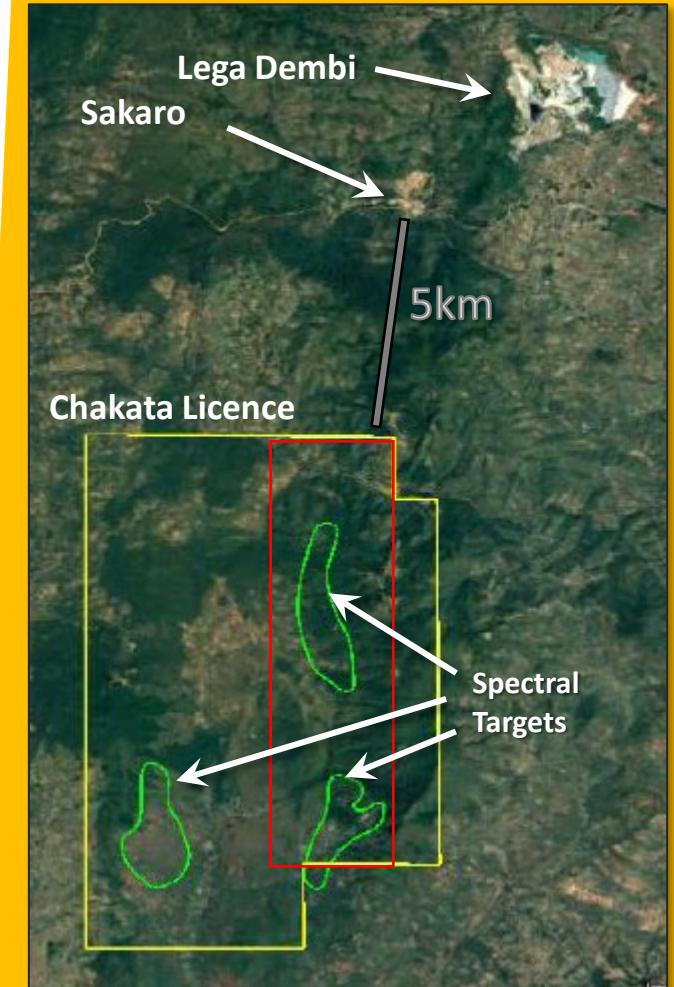 Lega Dembi
Sakaro
5km
Chakata Licence
Spectral
Targets